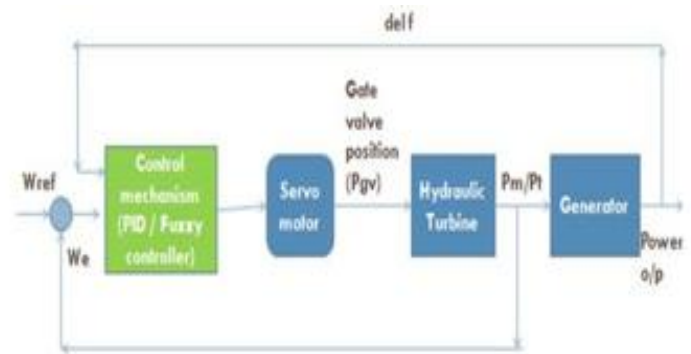 del f
Gate
valve
position
(Pgv)
Wref
Control
mechanism
(PID / Fuzzy
controller)
Servo
motor
Hydraulic
Turbine
Pm/Pt
Generator
We
Power
o/p